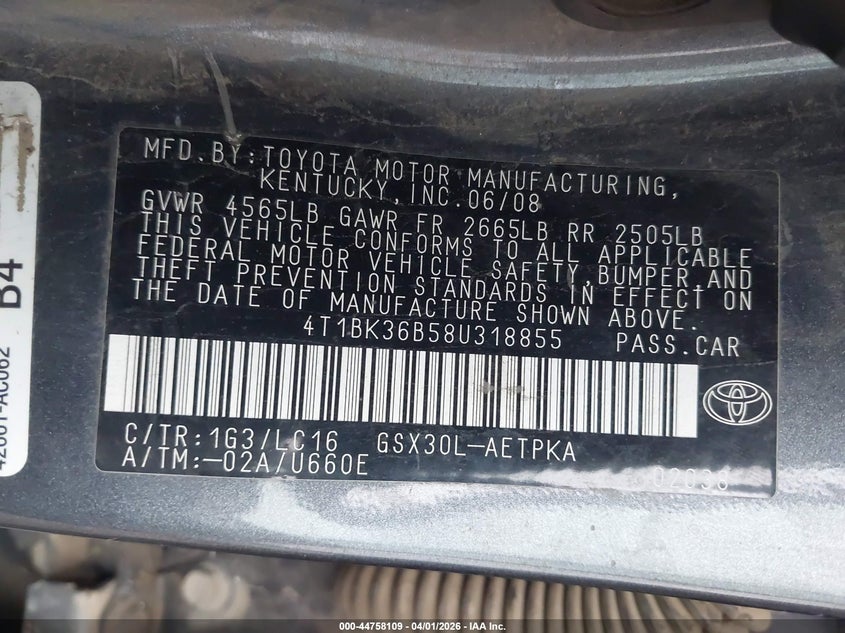 MFD.BY:TOYOTA MOTOR MANUFACTURING,
KENTUCKY,INC.06/08
GVWR 4565LB GAWR FR 2665LB RR 2505LB
THIS VEHICLE CONFORMS TO ALL APPLICABLE
FEDERAL MOTOR VEHICLE SAFETY,BUMPER,AND
THEFT PREVENTION STANDARDS IN EFFECT ON
THE DATE OF MANUFACTURE SHOWN ABOVE.
4T1BK36B58U318855 PASS.CAR
C/TR:1G3/LC16 GSX30L-AETPKA
A/TM:-02A/U660E
B4
000-44758109 - 04/01/2026 - IAA Inc.